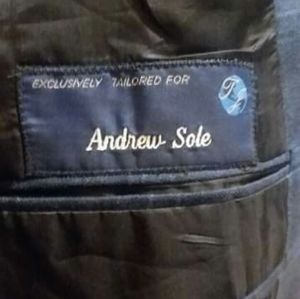 EXCLUSIVELY TAILORED FOR
Andrew Sole